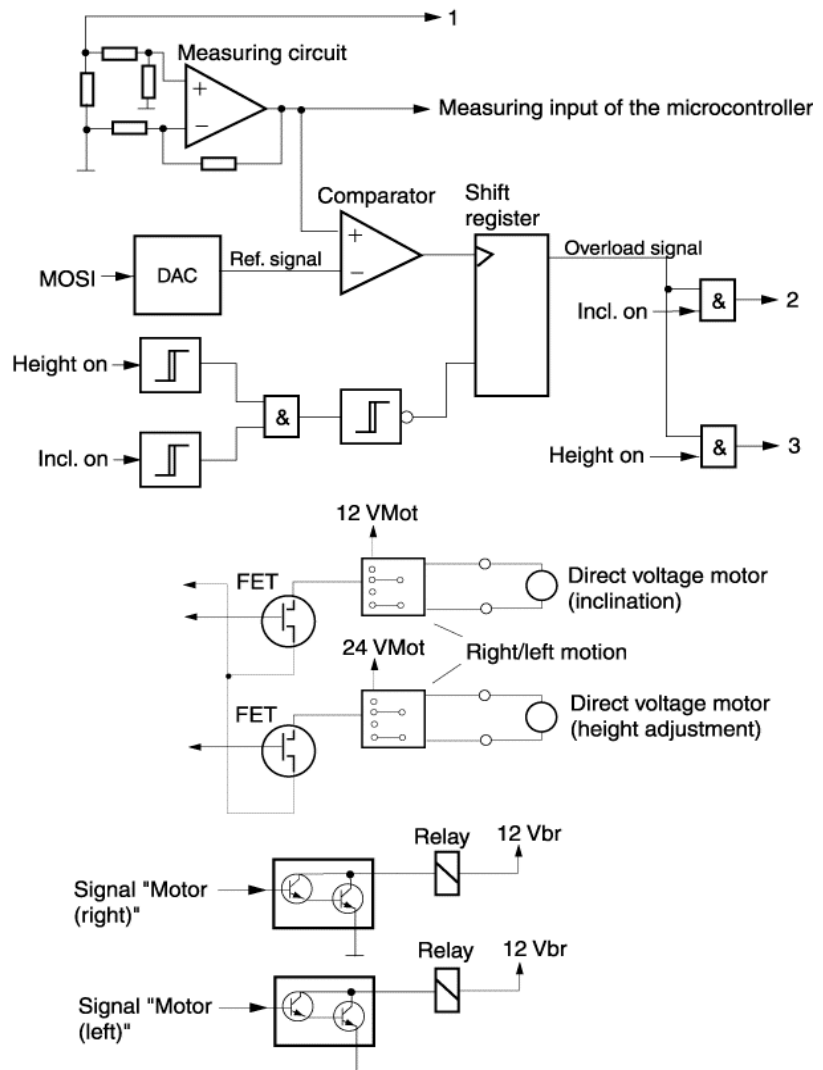 1
Measuring circuit
+
−
Measuring input of the microcontroller
Comparator
Shift
register
+
−
MOSI
DAC
Ref. signal
Overload signal
&
2
Incl. on
Height on
&
Incl. on
&
3
Height on
12 VMot
FET
Direct voltage motor
(inclination)
24 VMot
Right/left motion
FET
Direct voltage motor
(height adjustment)
Relay
12 Vbr
Signal "Motor
(right)"
Relay
12 Vbr
Signal "Motor
(left)"